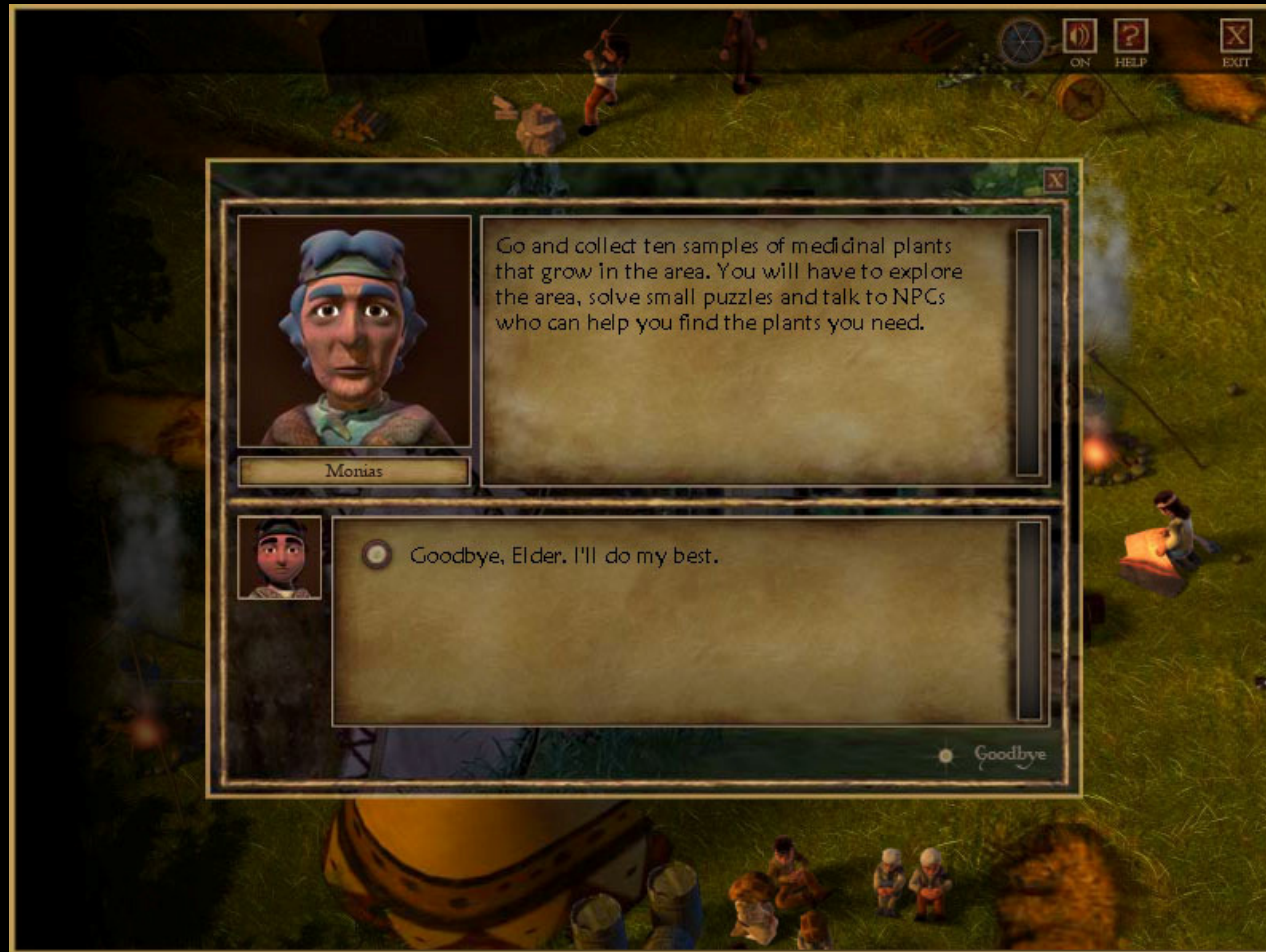 ON
HELP
EXIT
X
X
Go and collect ten samples of medicinal plants
that grow in the area. You will have to explore
the area, solve small puzzles and talk to NPCs
who can help you find the plants you need.
Monias
Goodbye, Elder. I'll do my best.
Goodbye